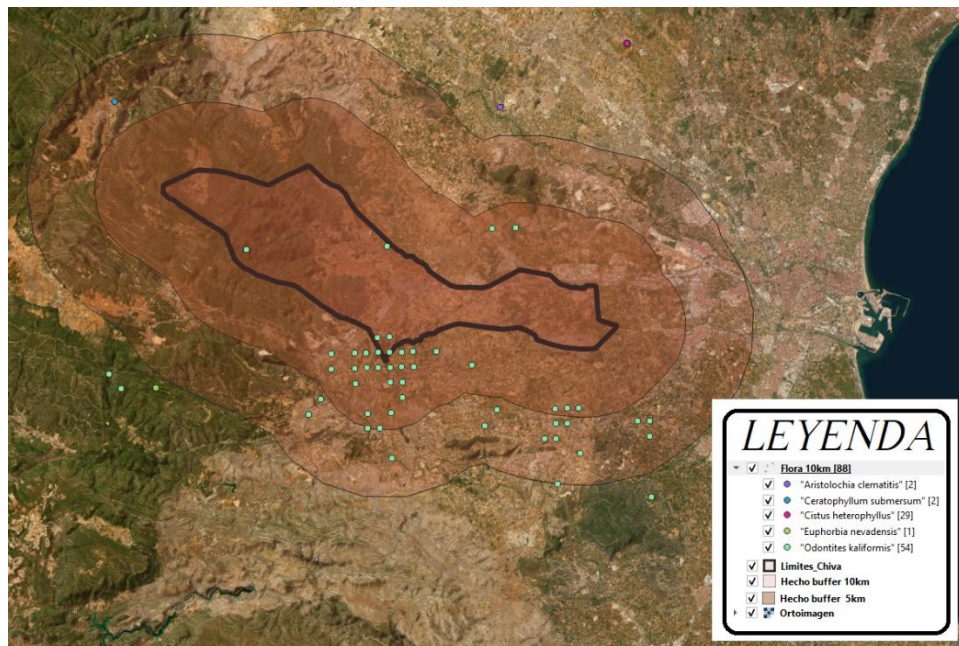 LEYENDA
Flora 10km [88]
"Aristolochia clematitis" [2]
"Ceratophyllum submersum" [2]
"Cistus heterophyllus" [29]
"Euphorbia nevadensis" [1]
"Odontites kaliformis" [54]
Limites_Chiva
Hecho buffer 10km
Hecho buffer 5km
Ortoimagen